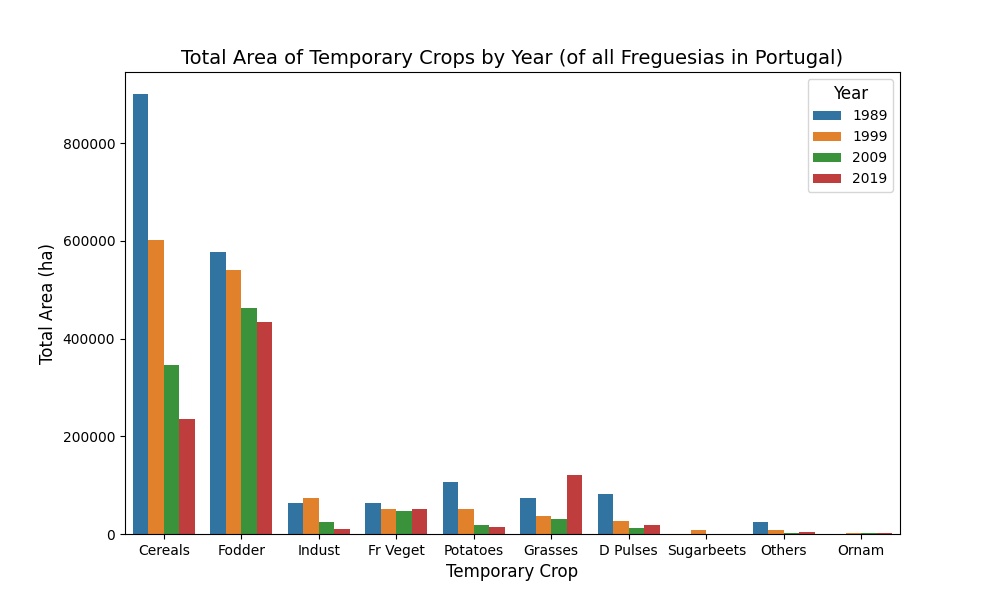 Total Area of Temporary Crops by Year (of all Freguesias in Portugal)
Year
1989
1999
2009
2019
Total Area (ha)
800000
600000
400000
200000
0
Cereals Fodder Indust Fr Veget Potatoes Grasses D Pulses Sugarbeets Others Ornam
Temporary Crop